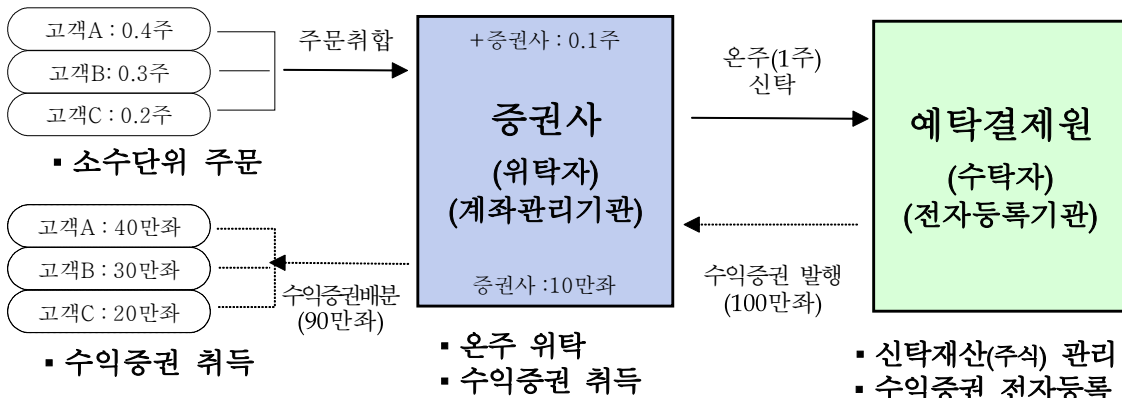 고객A : 0.4주
고객B: 0.3주
고객C : 0.2주
▪ 소수단위 주문
주문취합
+증권사 : 0.1주
증권사
(위탁자)
(계좌관리기관)
증권사 :10만좌
온주(1주)
신탁
예탁결제원
(수탁자)
(전자등록기관)
고객A : 40만좌
고객B : 30만좌
고객C : 20만좌
▪ 수익증권 취득
수익증권배분
(90만좌)
수익증권 발행
(100만좌)
▪ 온주 위탁
▪ 수익증권 취득
▪ 신탁재산(주식) 관리
▪ 수익증권 전자등록